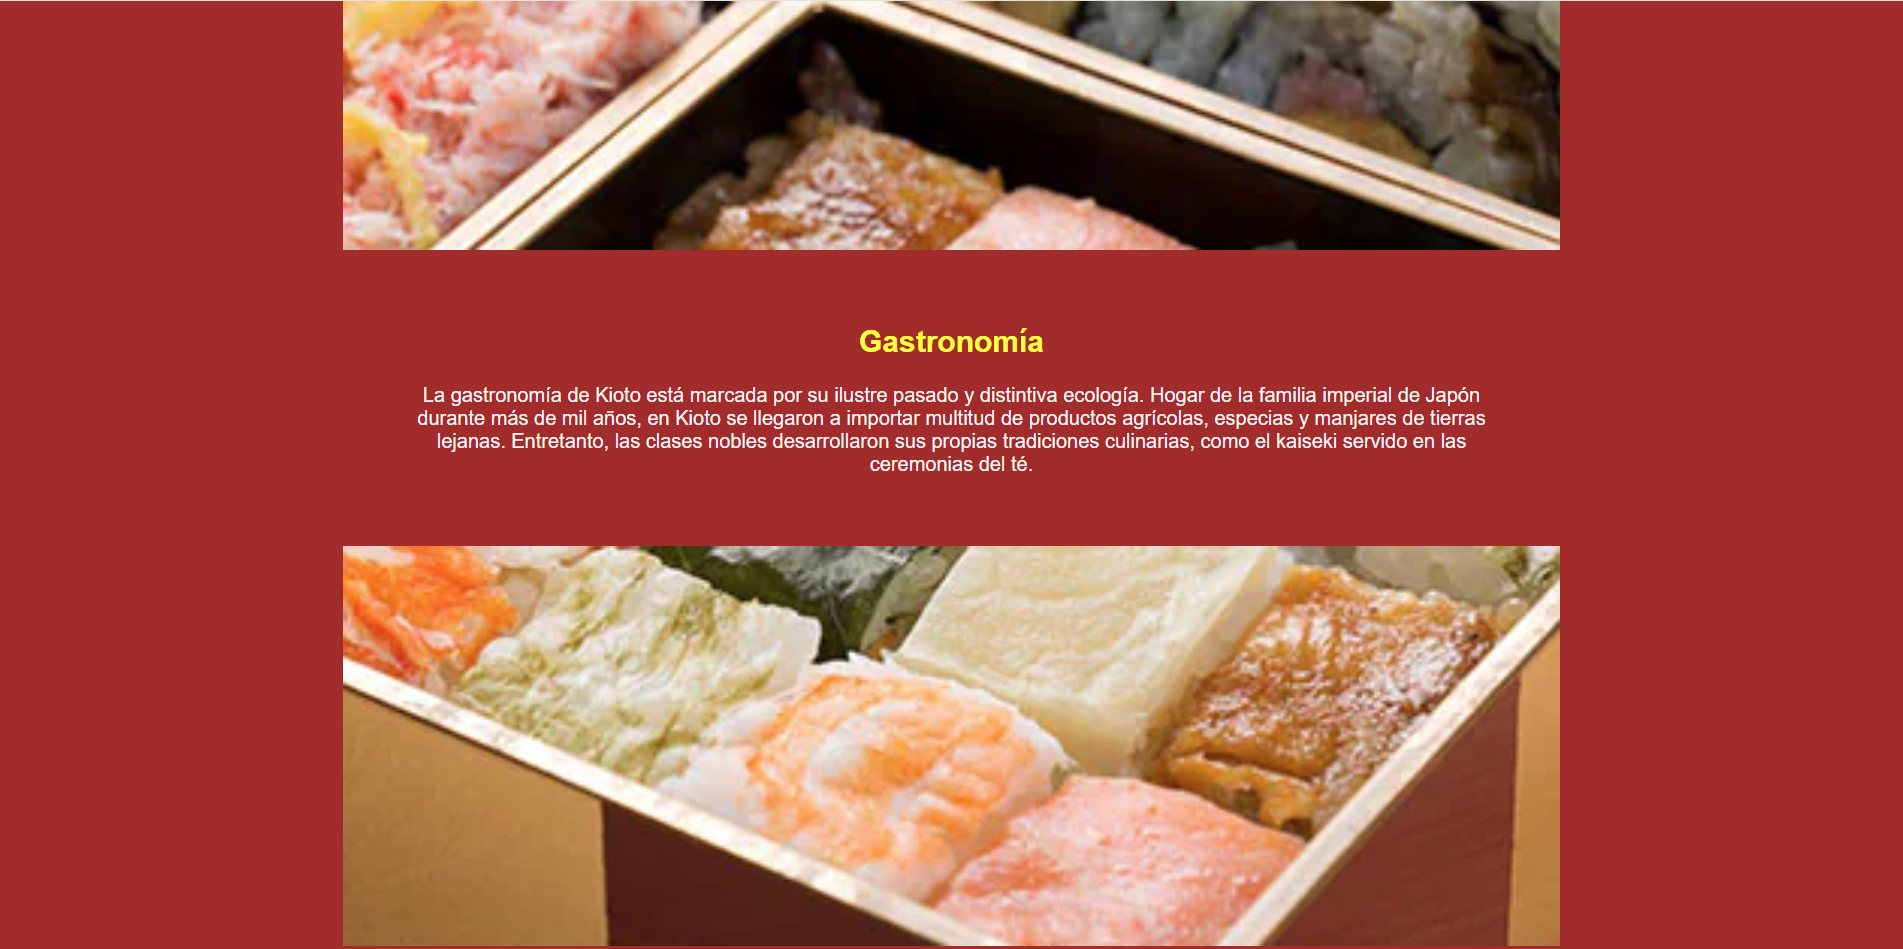 Gastronomía
La gastronomía de Kioto está marcada por su ilustre pasado y distintiva ecología. Hogar de la familia imperial de Japón
durante más de mil años, en Kioto se llegaron a importar multitud de productos agrícolas, especias y manjares de tierras
lejanas. Entretanto, las clases nobles desarrollaron sus propias tradiciones culinarias, como el kaiseki servido en las
ceremonias del té.